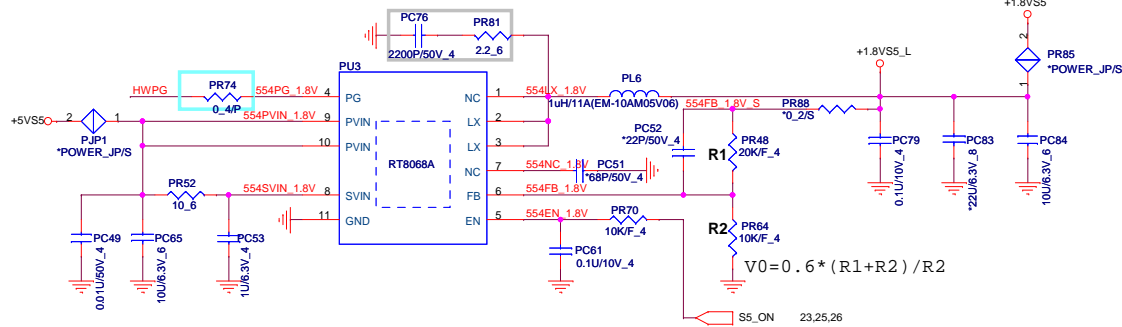 +1.8VS5
PC76
PR81
2200P/50V_4
2.2_6
2
PR85
*POWER_JP/S
1
+1.8VS5_L
PU3
HWPG
PR74
0_4/P
554PG_1.8V
4
PG
NC
1
554LX_1.8V
PL6
1uH/11A(EM-10AM05V06)
554FB_1.8V_S
PR88
*0_2/S
+5VS5
2
1
PJP1
*POWER_JP/S
554PVIN_1.8V
9
PVIN
LX
2
10
PVIN
LX
3
RT8068A
PC52
*22P/50V_4
R1
PR48
20K/F_4
PC79
0.1U/10V_4
PC83
*22U/6.3V_8
PC84
10U/6.3V_6
NC
7
554NC_1.8V
PC51
*68P/50V_4
PR52
10_6
554SVIN_1.8V
8
SVIN
FB
6
554FB_1.8V
11
GND
EN
5
554EN_1.8V
PR70
10K/F_4
R2
PR64
10K/F_4
PC49
0.01U/50V_4
PC65
10U/6.3V_6
PC53
1U/6.3V_4
PC61
0.1U/10V_4
V0=0.6*(R1+R2)/R2
S5_ON 23,25,26